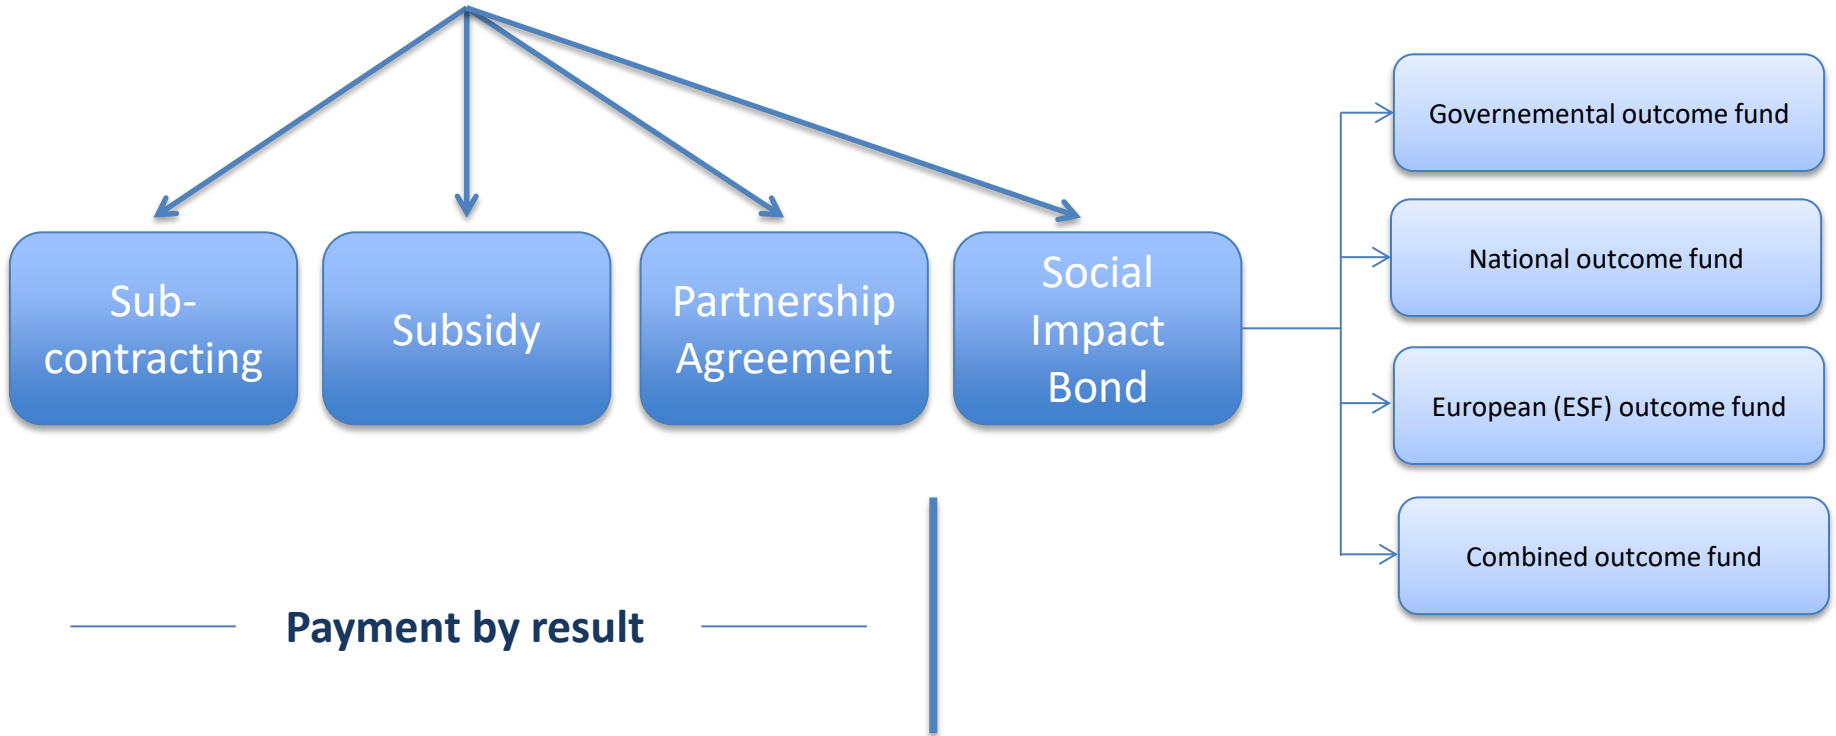 Sub-
contracting
Subsidy
Partnership
Agreement
Social
Impact
Bond
Governemental outcome fund
National outcome fund
European (ESF) outcome fund
Combined outcome fund
Payment by result